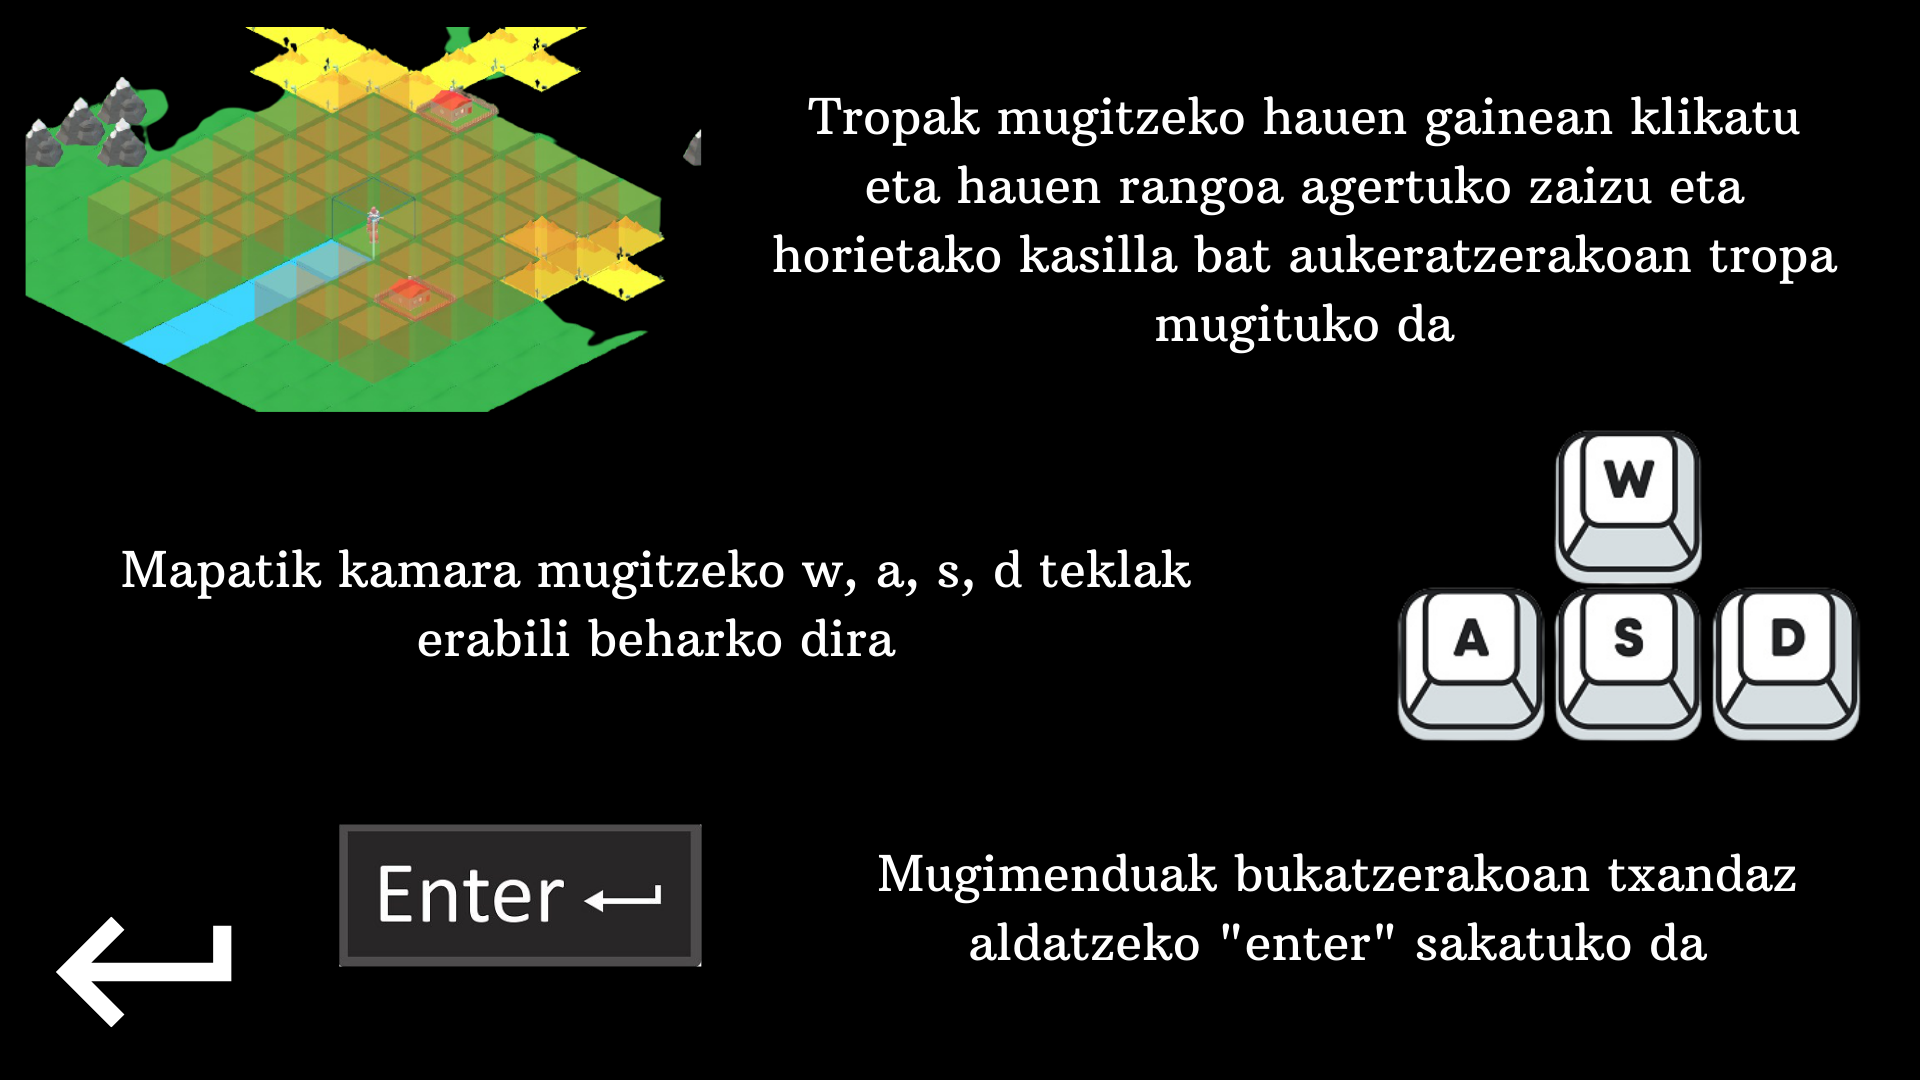 Tropak mugitzeko hauen gainean klikatu
eta hauen rangoa agertuko zaizu eta
horietako kasilla bat aukeratzerakoan tropa
mugituko da
W
Mapatik kamara mugitzeko w, a, s, d teklak
erabili beharko dira
A S D
Enter
Mugimenduak bukatzerakoan txandaz
aldatzeko "enter" sakatuko da